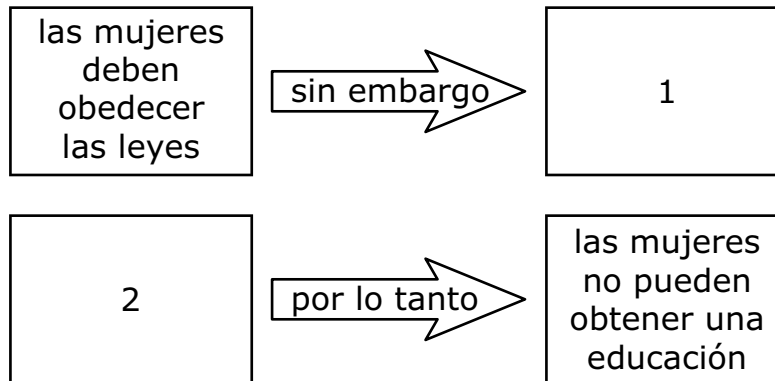 las mujeres
deben
obedecer
las leyes
sin embargo
1
2
por lo tanto
las mujeres
no pueden
obtener una
educación